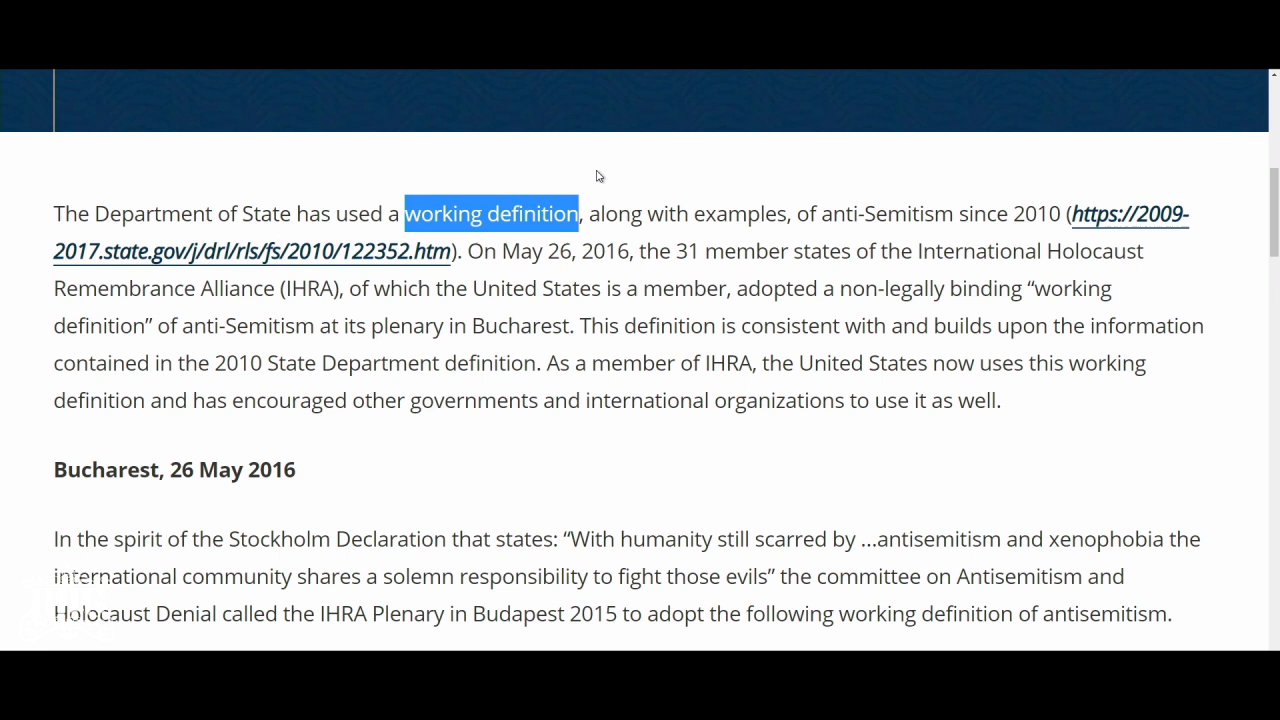 The Department of State has used a working definition, along with examples, of anti-Semitism since 2010 (https://2009-
2017.state.gov/j/drl/rls/fs/2010/122352.htm). On May 26, 2016, the 31 member states of the International Holocaust
Remembrance Alliance (IHRA), of which the United States is a member, adopted a non-legally binding “working
definition” of anti-Semitism at its plenary in Bucharest. This definition is consistent with and builds upon the information
contained in the 2010 State Department definition. As a member of IHRA, the United States now uses this working
definition and has encouraged other governments and international organizations to use it as well.
Bucharest, 26 May 2016
In the spirit of the Stockholm Declaration that states: “With humanity still scarred by ...antisemitism and xenophobia the
international community shares a solemn responsibility to fight those evils” the committee on Antisemitism and
Holocaust Denial called the IHRA Plenary in Budapest 2015 to adopt the following working definition of antisemitism.